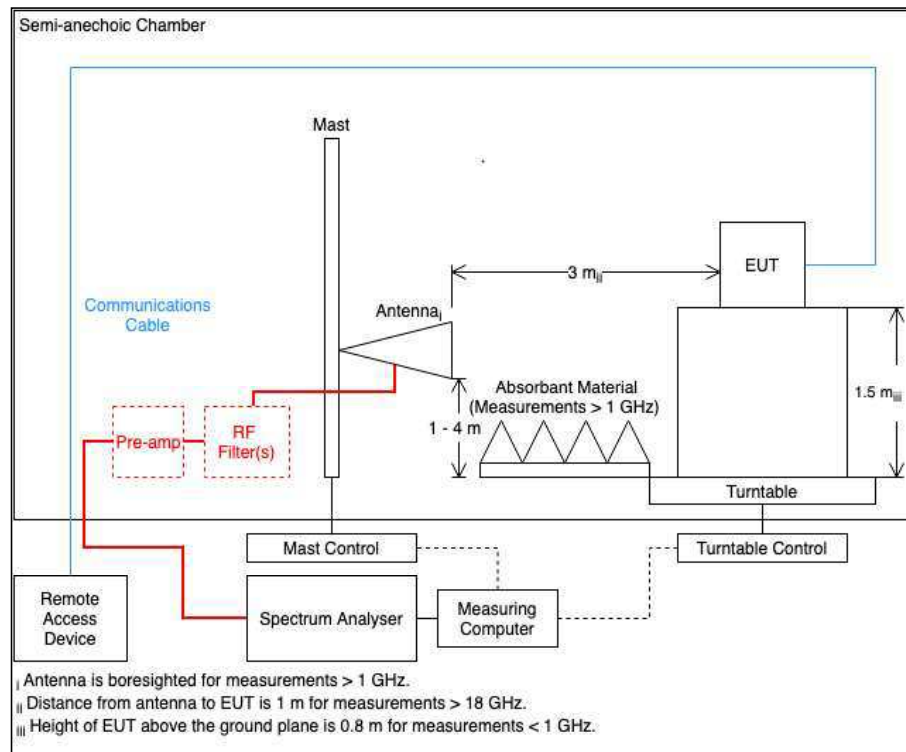 Semi-anechoic Chamber
Mast
EUT
3 m ii
Communications
Cable
Antenna i
Absorbant Material
(Measurements > 1 GHz)
1.5 m iii
1 - 4 m
Pre-amp
RF
Filter(s)
Turntable
Mast Control
Turntable Control
Remote
Access
Device
Spectrum Analyser
Measuring
Computer
i Antenna is boresighted for measurements > 1 GHz.
ii Distance from antenna to EUT is 1 m for measurements > 18 GHz.
iii Height of EUT above the ground plane is 0.8 m for measurements < 1 GHz.